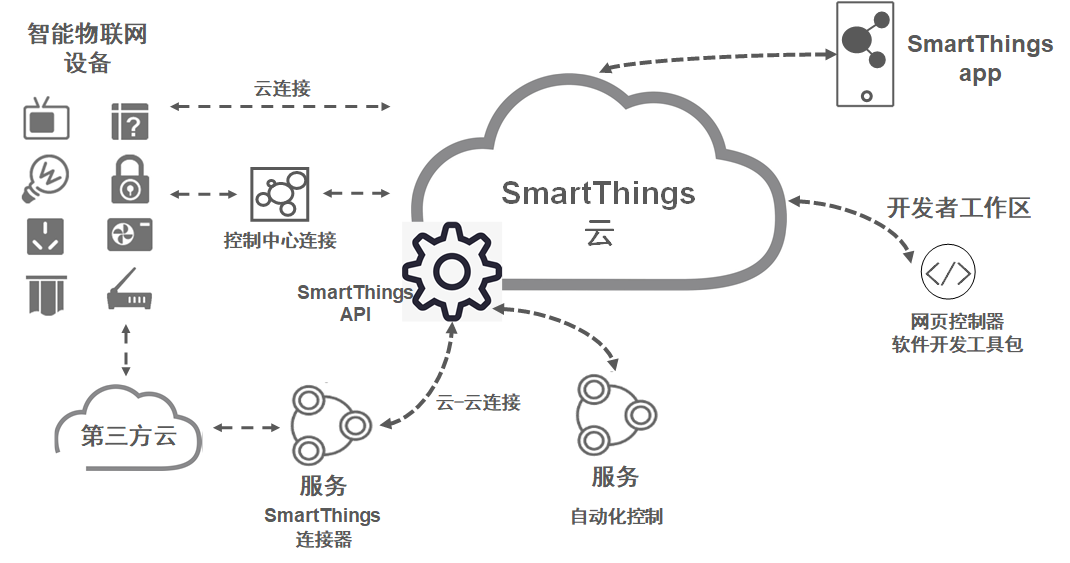 智能物联网
设备
云连接
控制中心连接
SmartThings
云
SmartThings
app
开发者工作区
</>
网页控制器
软件开发工具包
SmartThings
API
?
第三方云
云-云连接
服务
SmartThings
连接器
服务
自动化控制